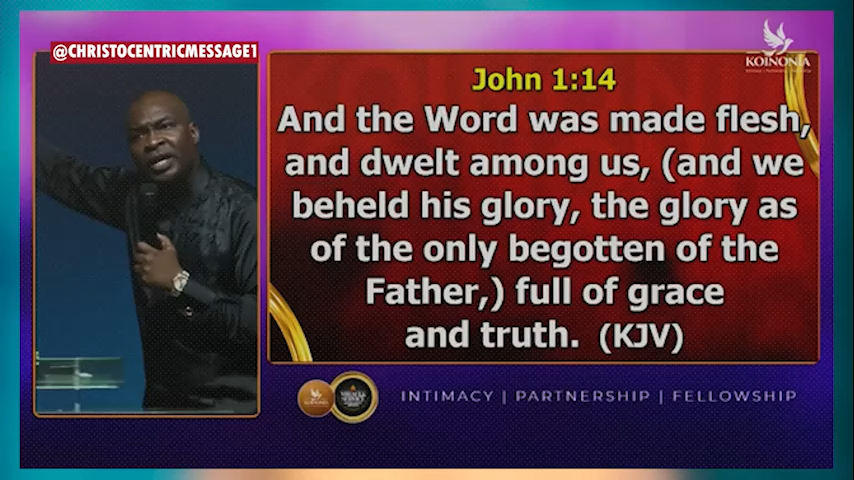 @CHRISTOCENTRICMESSAGE1
KOINONIA
John 1:14
And the Word was made flesh,
and dwelt among us, (and we
beheld his glory, the glory as
of the only begotten of the
Father,) full of grace
and truth. (KJV)
INTIMACY | PARTNERSHIP | FELLOWSHIP